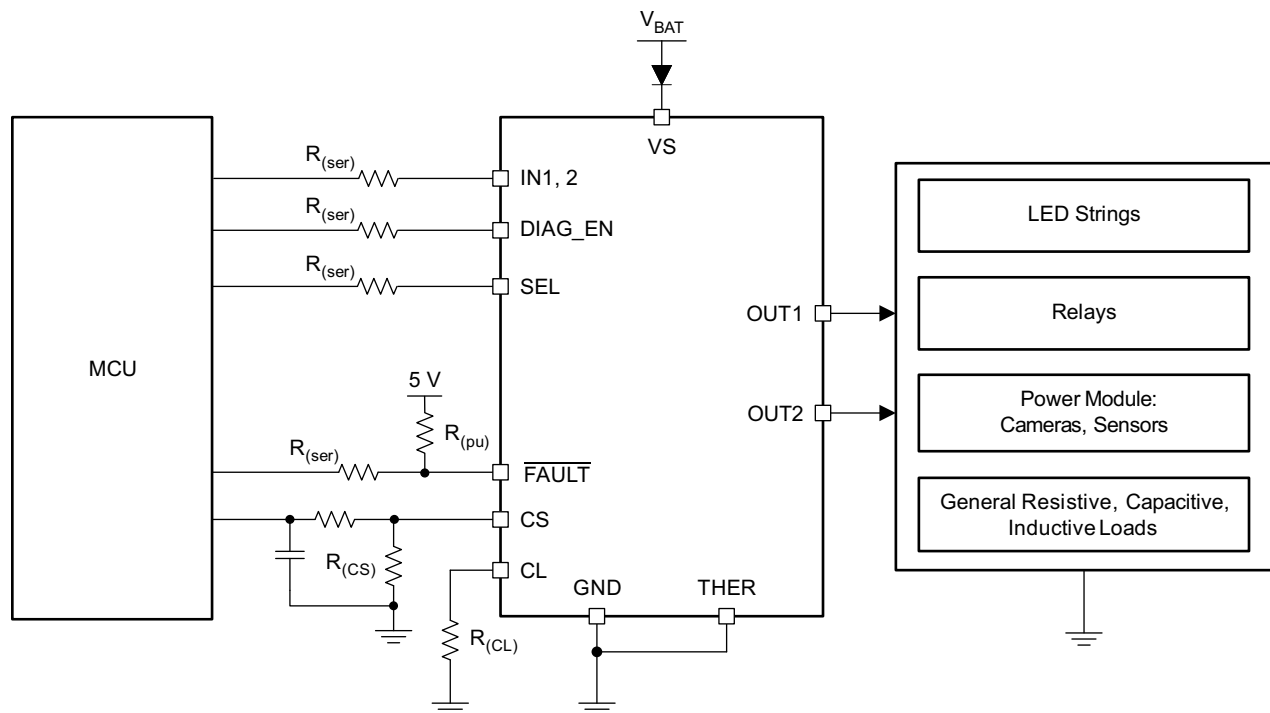 V(BAT)
VS
MCU
R(ser)
IN1, 2
R(ser)
DIAG_EN
R(ser)
SEL
5 V
R(pu)
R(ser)
FAULT
CS
R(CS)
CL
R(CL)
GND
THER
OUT1
OUT2
LED Strings
Relays
Power Module:
Cameras, Sensors
General Resistive, Capacitive,
Inductive Loads